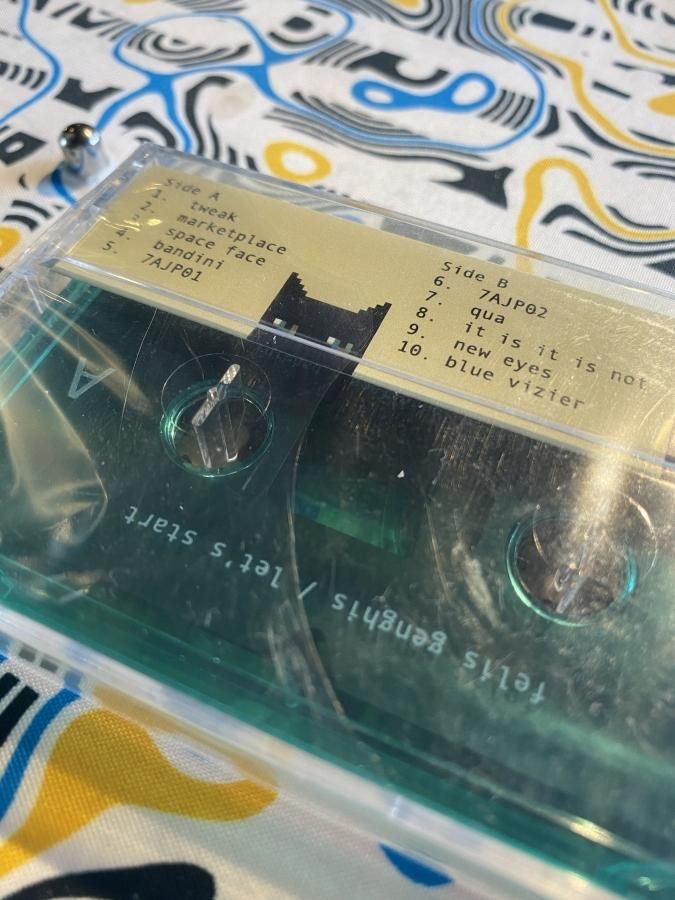 Side A
1. tweak
2. marketplace
3. space face
4. bandini
5. 7AJP01
Side B
6. 7AJP02
7. qua
8. it is it is not
9. new eyes
10. blue vizier
A
felis genghis / let's start